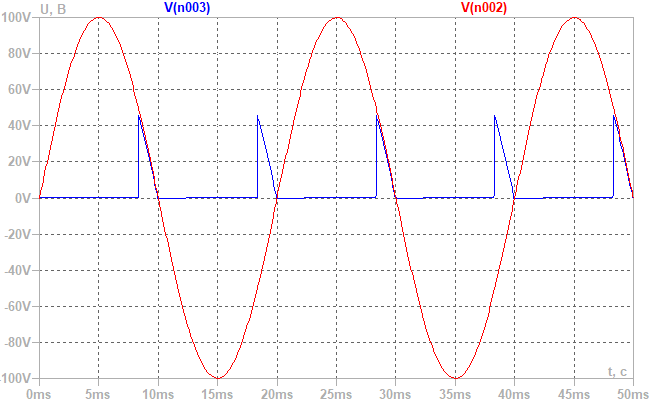 U, В V(n003) V(n002)
100V
80V
60V
40V
20V
0V
-20V
-40V
-60V
-80V
-100V
t, с
0ms 5ms 10ms 15ms 20ms 25ms 30ms 35ms 40ms 45ms 50ms